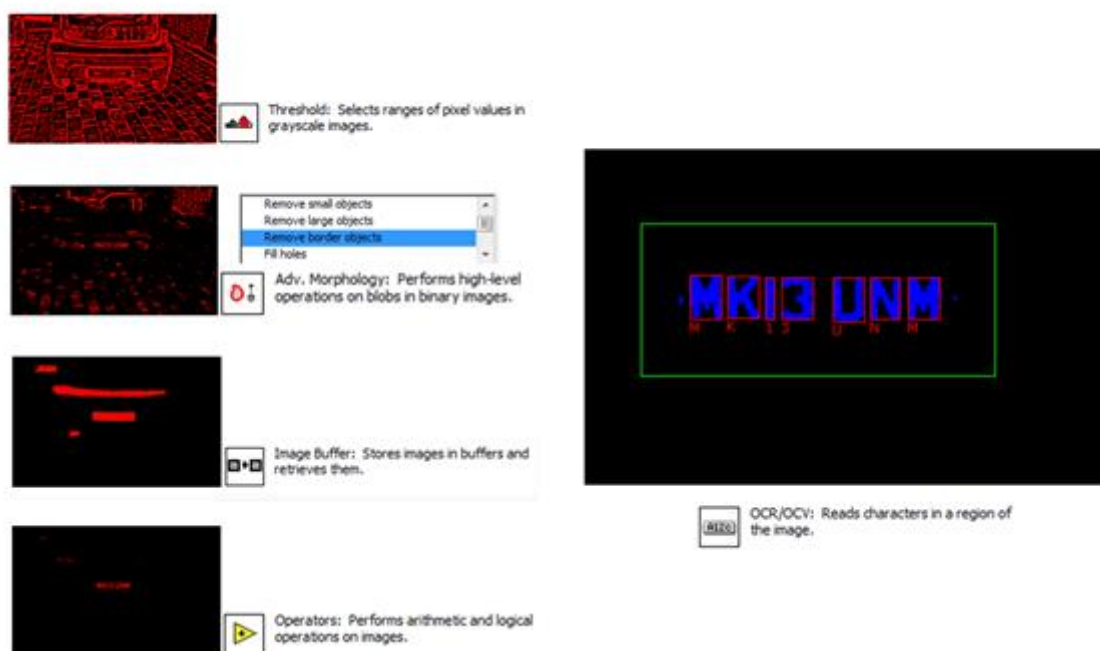 Threshold: Selects ranges of pixel values in
grayscale images.
Remove small objects
Remove large objects
Remove border objects
Fill holes
Adv. Morphology: Performs high-level
operations on blobs in binary images.
Image Buffer: Stores images in buffers and
retrieves them.
Operators: Performs arithmetic and logical
operations on images.
MK13 UNM
M K 1 3 U N M
OCR/OCV: Reads characters in a region of
the image.